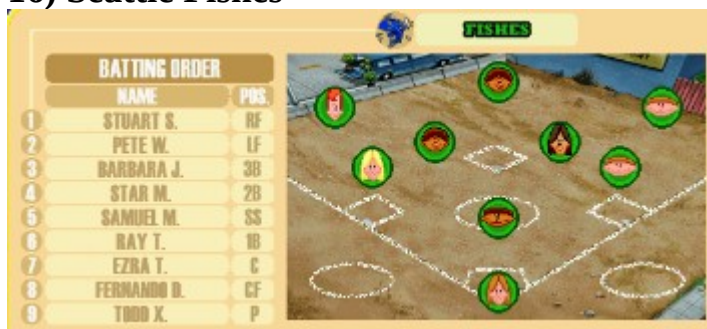 10) Seattle Fishes
FISHES
BATTING ORDER
NAME POS.
1 STUART S. RF
2 PETE W. LF
3 BARBARA J. 3B
4 STAR M. 2B
5 SAMUEL M. SS
6 RAY T. 1B
7 EZRA T. C
8 FERNANDO D. CF
9 TODD X. P